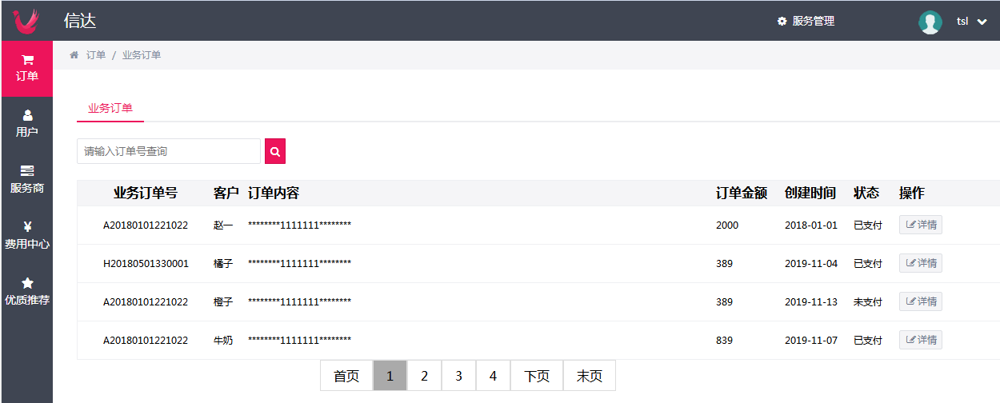 信达 服务管理 tsl
订单 / 业务订单
订单
用户
服务商
费用中心
优质推荐
业务订单
请输入订单号查询
业务订单号 客户 订单内容 订单金额 创建时间 状态 操作
A20180101221022 赵一 ********1111111******** 2000 2018-01-01 已支付 详情
H20180501330001 橘子 ********1111111******** 389 2019-11-04 已支付 详情
A20180101221022 橙子 ********1111111******** 389 2019-11-13 未支付 详情
A20180101221022 牛奶 ********1111111******** 839 2019-11-07 已支付 详情
首页 1 2 3 4 下页 末页